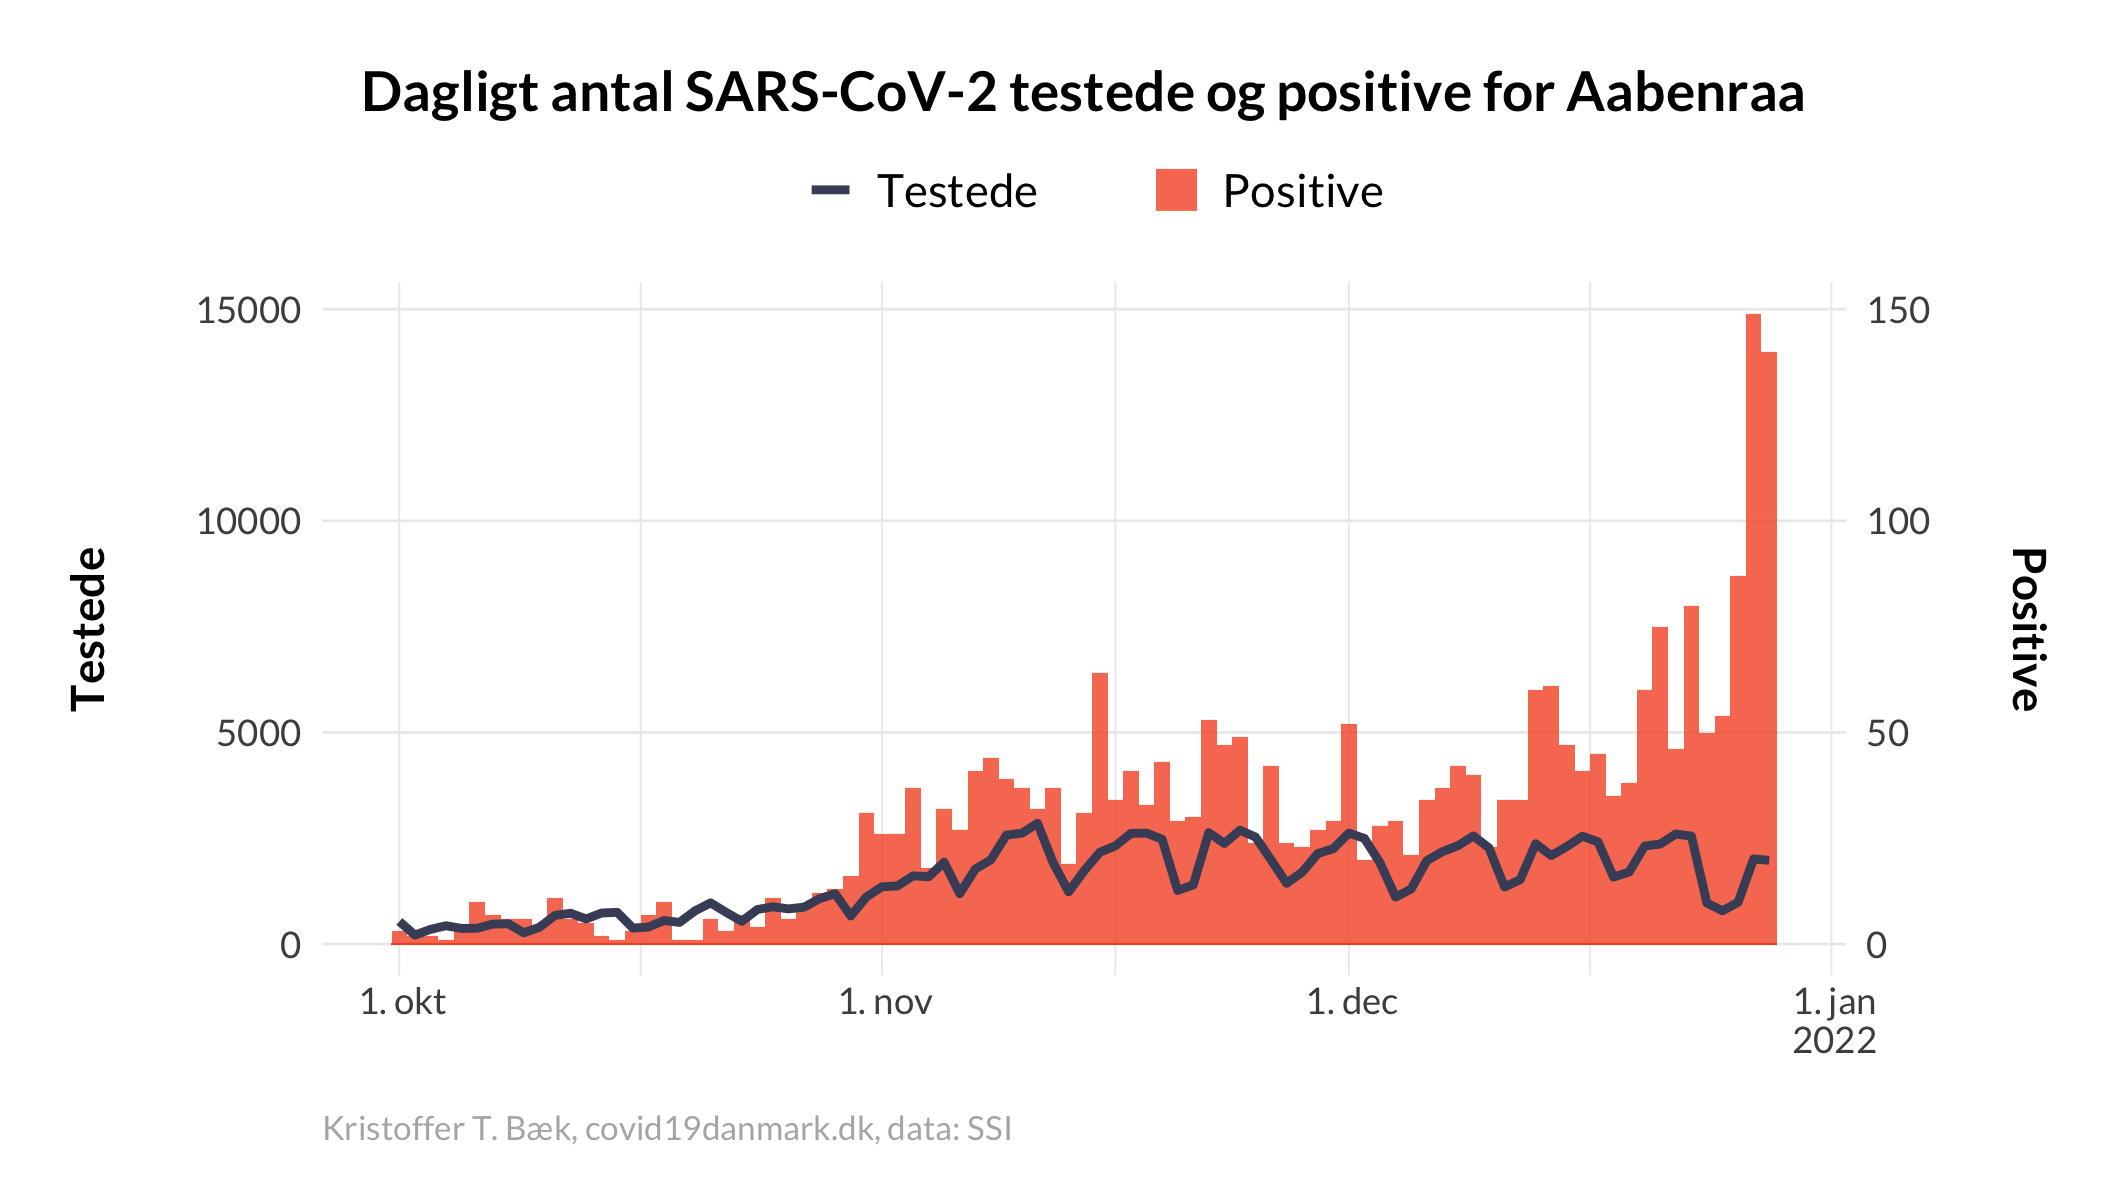 Dagligt antal SARS-CoV-2 testede og positive for Aabenraa
Testede
Positive
15000
10000
5000
0
Testede
150
100
50
0
Positive
1. okt
1. nov
1. dec
1. jan
2022
Kristoffer T. Bæk, covid19danmark.dk, data: SSI